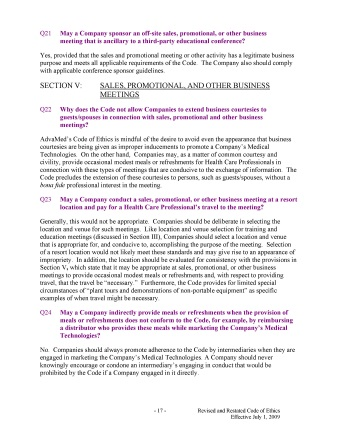 Q21 May a Company sponsor an off-site sales, promotional, or other business
meeting that is ancillary to a third-party educational conference?
Yes, provided that the sales and promotional meeting or other activity has a legitimate business
purpose and meets all applicable requirements of the Code. The Company also should comply
with applicable conference sponsor guidelines.
SECTION V: SALES, PROMOTIONAL, AND OTHER BUSINESS
MEETINGS
Q22 Why does the Code not allow Companies to extend business courtesies to
guests/spouses in connection with sales, promotional and other business
meetings?
AdvaMed's Code of Ethics is mindful of the desire to avoid even the appearance that business
courtesies are being given as improper inducements to promote a Company's Medical
Technologies. On the other hand, Companies may, as a matter of common courtesy and
civility, provide occasional modest meals or refreshments for Health Care Professionals in
connection with these types of meetings that are conducive to the exchange of information. The
Code precludes the extension of these courtesies to persons, such as guests/spouses, without a
bona fide professional interest in the meeting.
Q23 May a Company conduct a sales, promotional, or other business meeting at a resort
location and pay for a Health Care Professional's travel to the meeting?
Generally, this would not be appropriate. Companies should be deliberate in selecting the
location and venue for such meetings. Like location and venue selection for training and
education meetings (discussed in Section III), Companies should select a location and venue
that is appropriate for, and conducive to, accomplishing the purpose of the meeting. Selection
of a resort location would not likely meet these standards and may give rise to an appearance of
impropriety. In addition, the location should be evaluated for consistency with the provisions in
Section V, which state that it may be appropriate at sales, promotional, or other business
meetings to provide occasional modest meals and refreshments and, with respect to providing
travel, that the travel be "necessary." Furthermore, the Code provides for limited special
circumstances of "plant tours and demonstrations of non-portable equipment" as specific
examples of when travel might be necessary.
Q24 May a Company indirectly provide meals or refreshments when the provision of
meals or refreshments does not conform to the Code, for example, by reimbursing
a distributor who provides these meals while marketing the Company's Medical
Technologies?
No. Companies should always promote adherence to the Code by intermediaries when they are
engaged in marketing the Company's Medical Technologies. A Company should never
knowingly encourage or condone an intermediary's engaging in conduct that would be
prohibited by the Code if a Company engaged in it directly.
- 17 - Revised and Restated Code of Ethics
Effective July 1, 2009